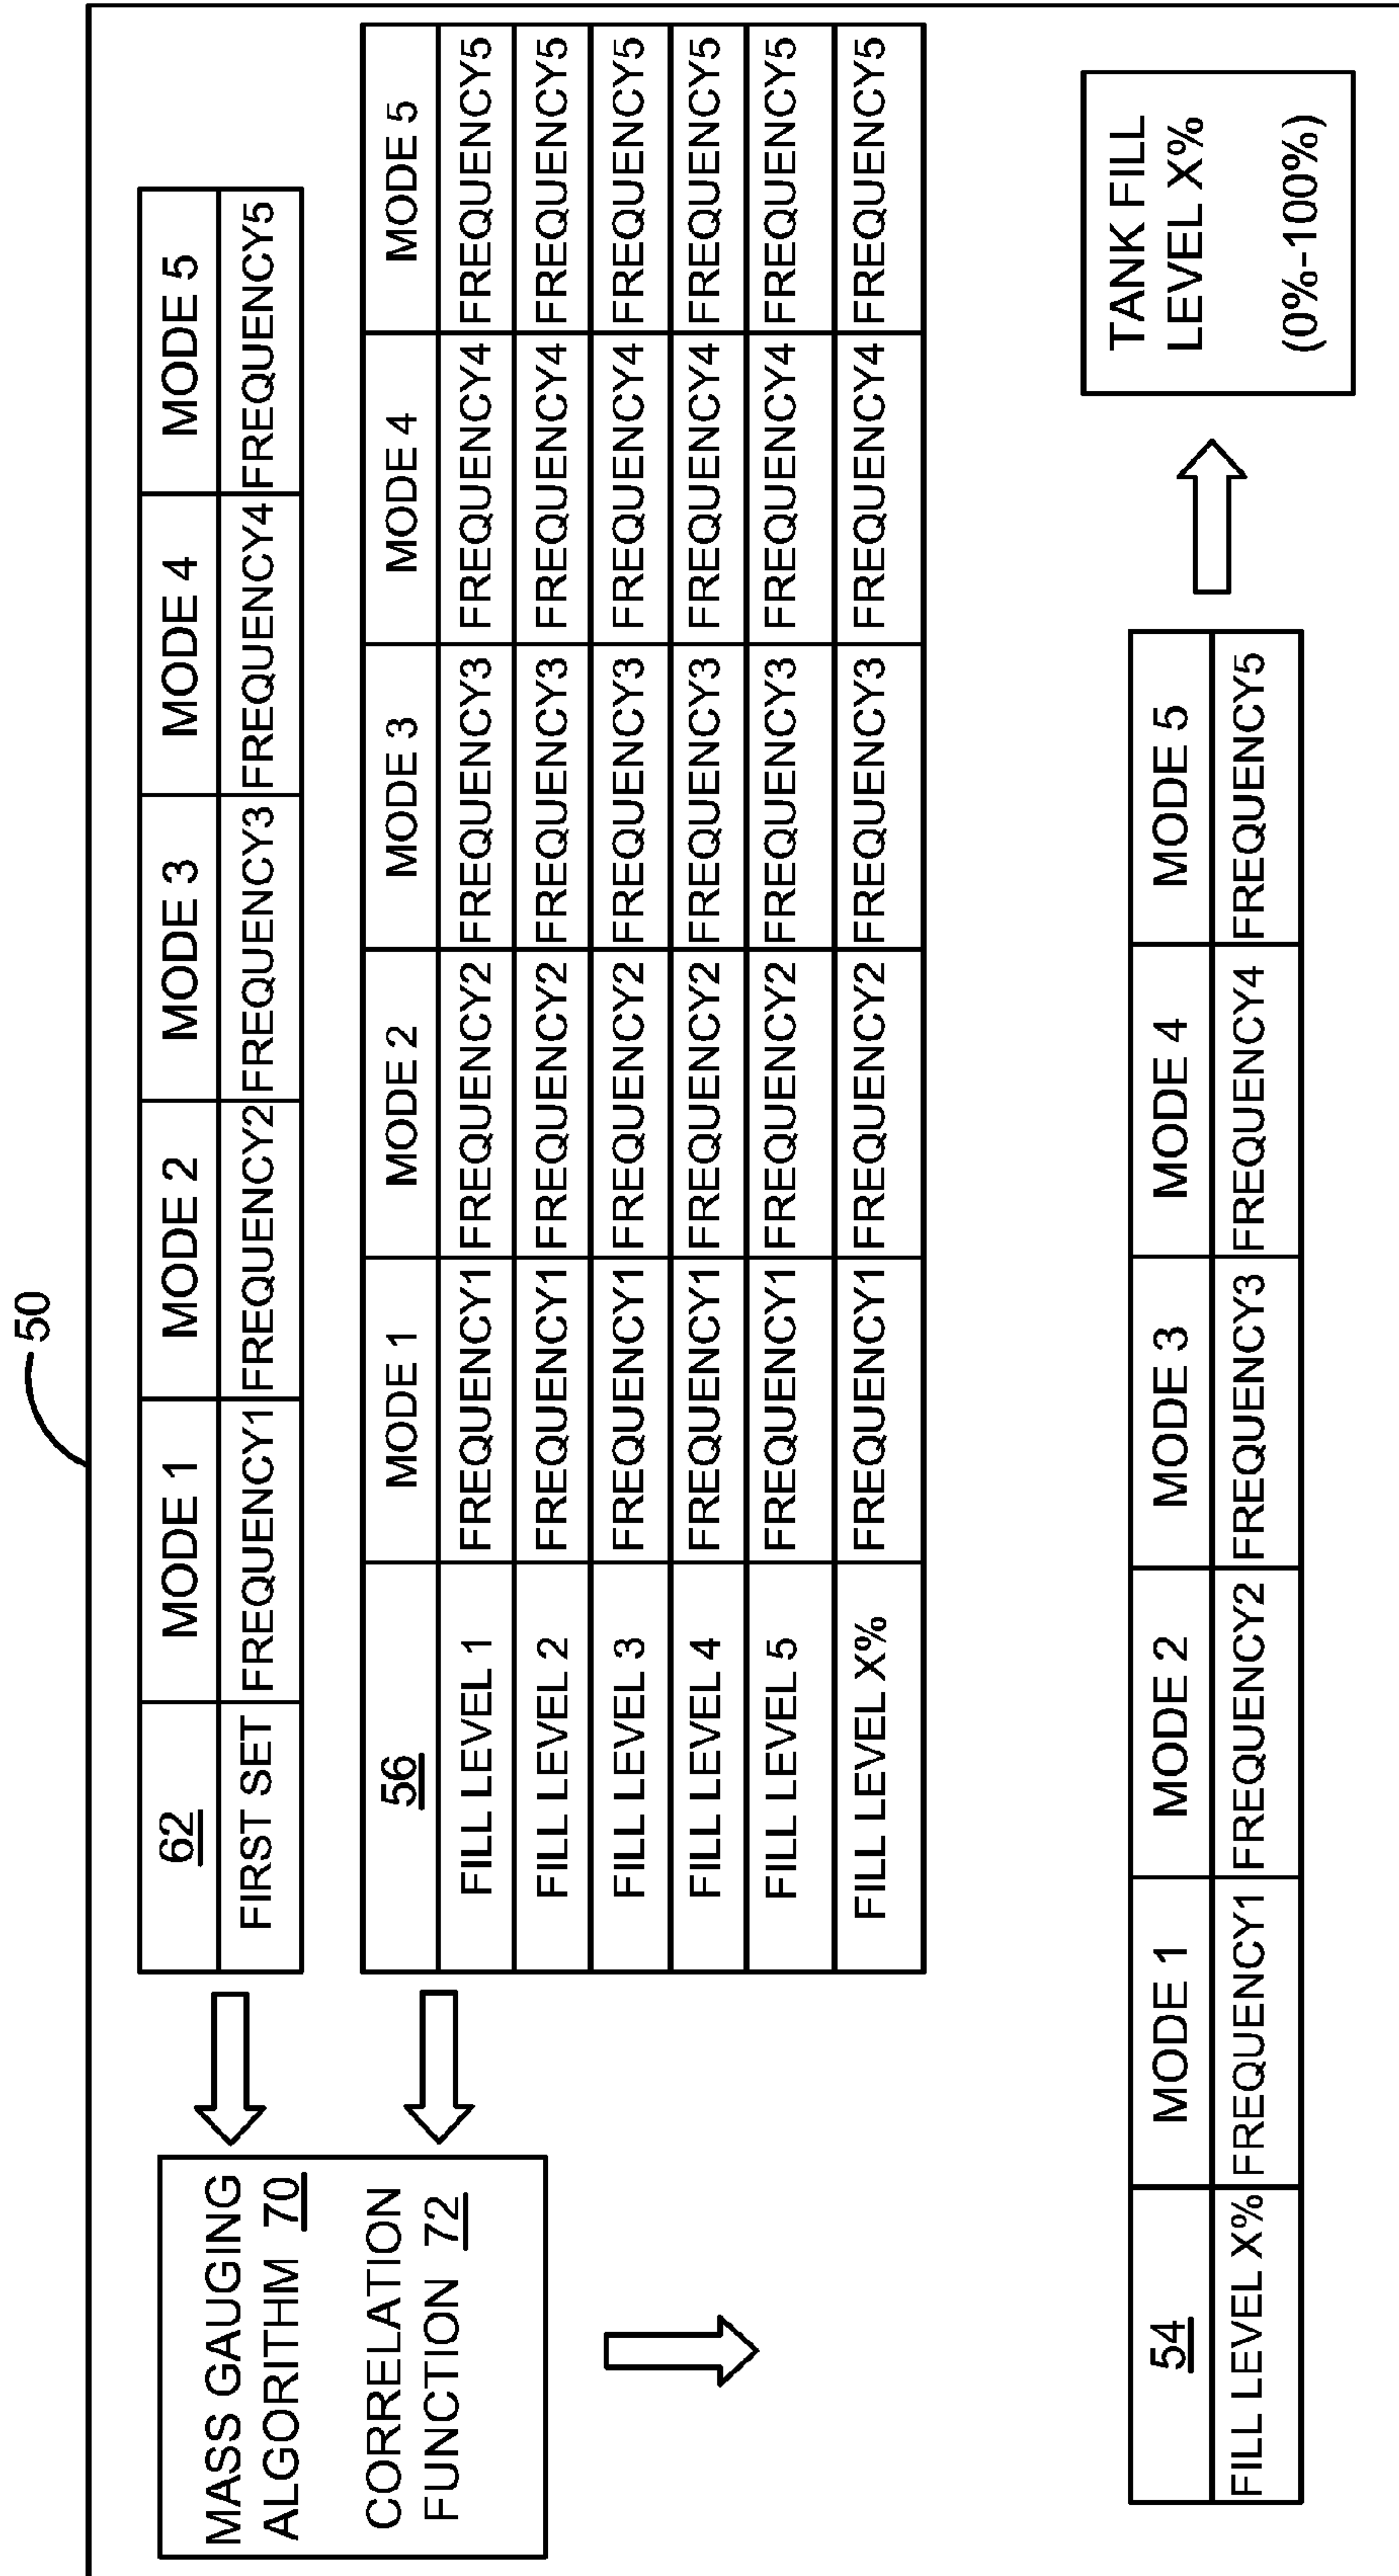 50
MASS GAUGING
ALGORITHM 70
CORRELATION
FUNCTION 72
62 MODE 1 MODE 2 MODE 3 MODE 4 MODE 5
FIRST SET FREQUENCY1 FREQUENCY2 FREQUENCY3 FREQUENCY4 FREQUENCY5
56 MODE 1 MODE 2 MODE 3 MODE 4 MODE 5
FILL LEVEL 1 FREQUENCY1 FREQUENCY2 FREQUENCY3 FREQUENCY4 FREQUENCY5
FILL LEVEL 2 FREQUENCY1 FREQUENCY2 FREQUENCY3 FREQUENCY4 FREQUENCY5
FILL LEVEL 3 FREQUENCY1 FREQUENCY2 FREQUENCY3 FREQUENCY4 FREQUENCY5
FILL LEVEL 4 FREQUENCY1 FREQUENCY2 FREQUENCY3 FREQUENCY4 FREQUENCY5
FILL LEVEL 5 FREQUENCY1 FREQUENCY2 FREQUENCY3 FREQUENCY4 FREQUENCY5
FILL LEVEL X% FREQUENCY1 FREQUENCY2 FREQUENCY3 FREQUENCY4 FREQUENCY5
54 MODE 1 MODE 2 MODE 3 MODE 4 MODE 5
FILL LEVEL X% FREQUENCY1 FREQUENCY2 FREQUENCY3 FREQUENCY4 FREQUENCY5
TANK FILL
LEVEL X%
(0%-100%)